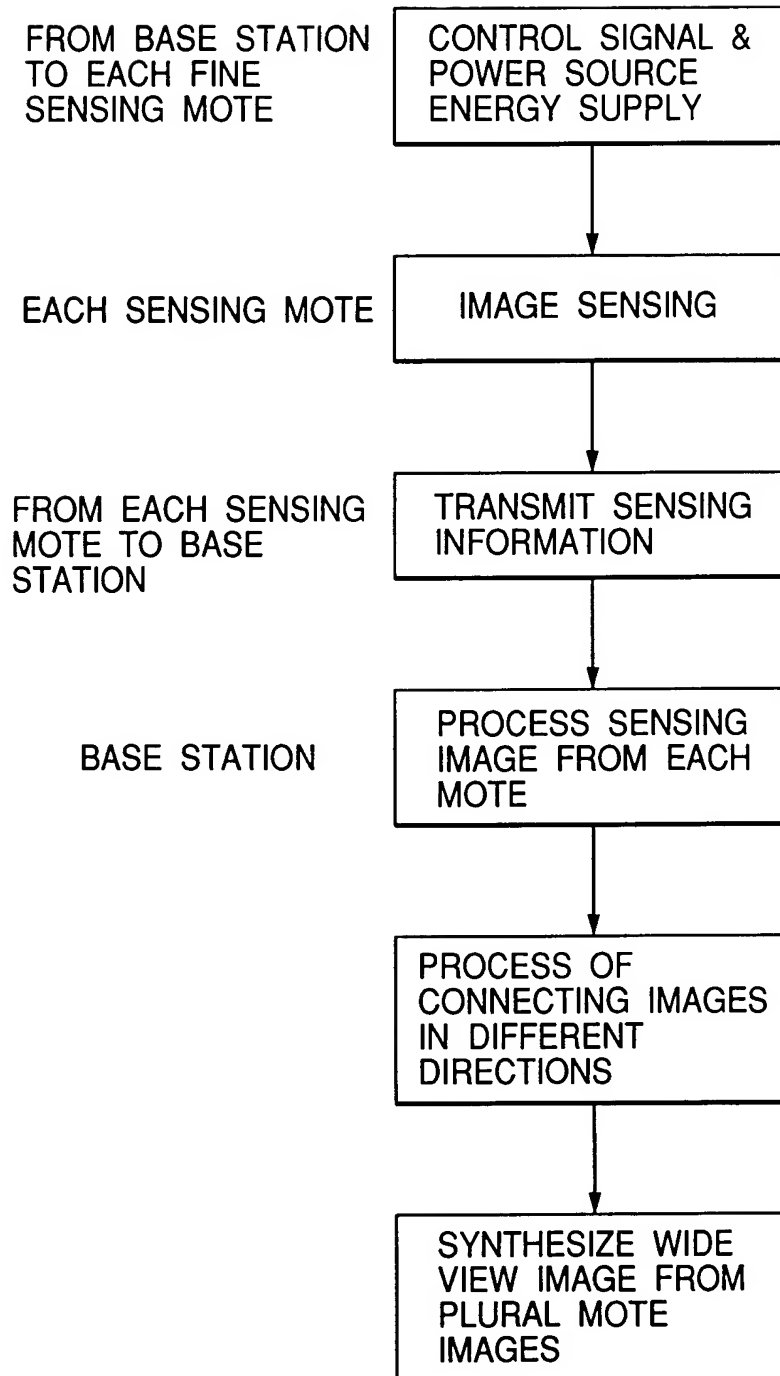 FROM BASE STATION
TO EACH FINE
SENSING MOTE
CONTROL SIGNAL &
POWER SOURCE
ENERGY SUPPLY
EACH SENSING MOTE
IMAGE SENSING
FROM EACH SENSING
MOTE TO BASE
STATION
TRANSMIT SENSING
INFORMATION
BASE STATION
PROCESS SENSING
IMAGE FROM EACH
MOTE
PROCESS OF
CONNECTING IMAGES
IN DIFFERENT
DIRECTIONS
SYNTHESIZE WIDE
VIEW IMAGE FROM
PLURAL MOTE
IMAGES